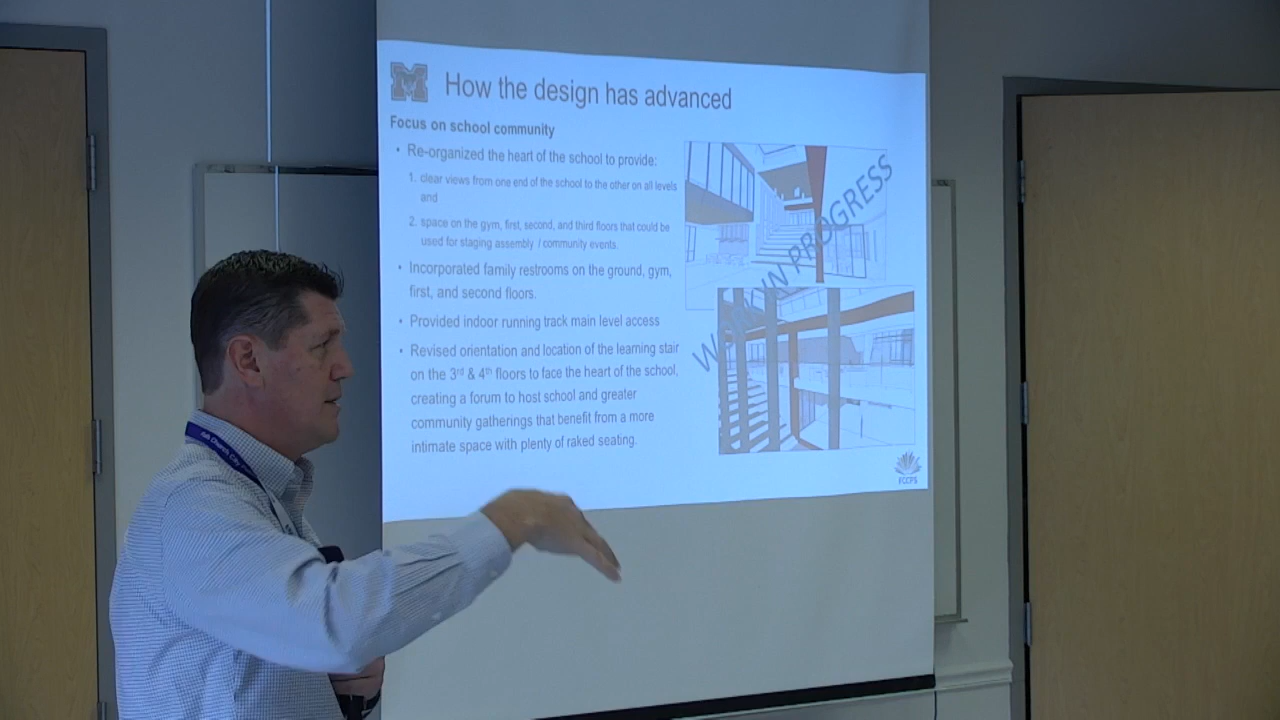 M
How the design has advanced
Focus on school community
• Re-organized the heart of the school to provide:
1. clear views from one end of the school to the other on all levels
and
2. space on the gym, first, second, and third floors that could be
used for staging assembly / community events.
• Incorporated family restrooms on the ground, gym,
first, and second floors.
• Provided indoor running track main level access
• Revised orientation and location of the learning stair
on the 3rd & 4th floors to face the heart of the school,
creating a forum to host school and greater
community gatherings that benefit from a more
intimate space with plenty of raked seating.
WORK IN PROGRESS
FCCPS
Church City